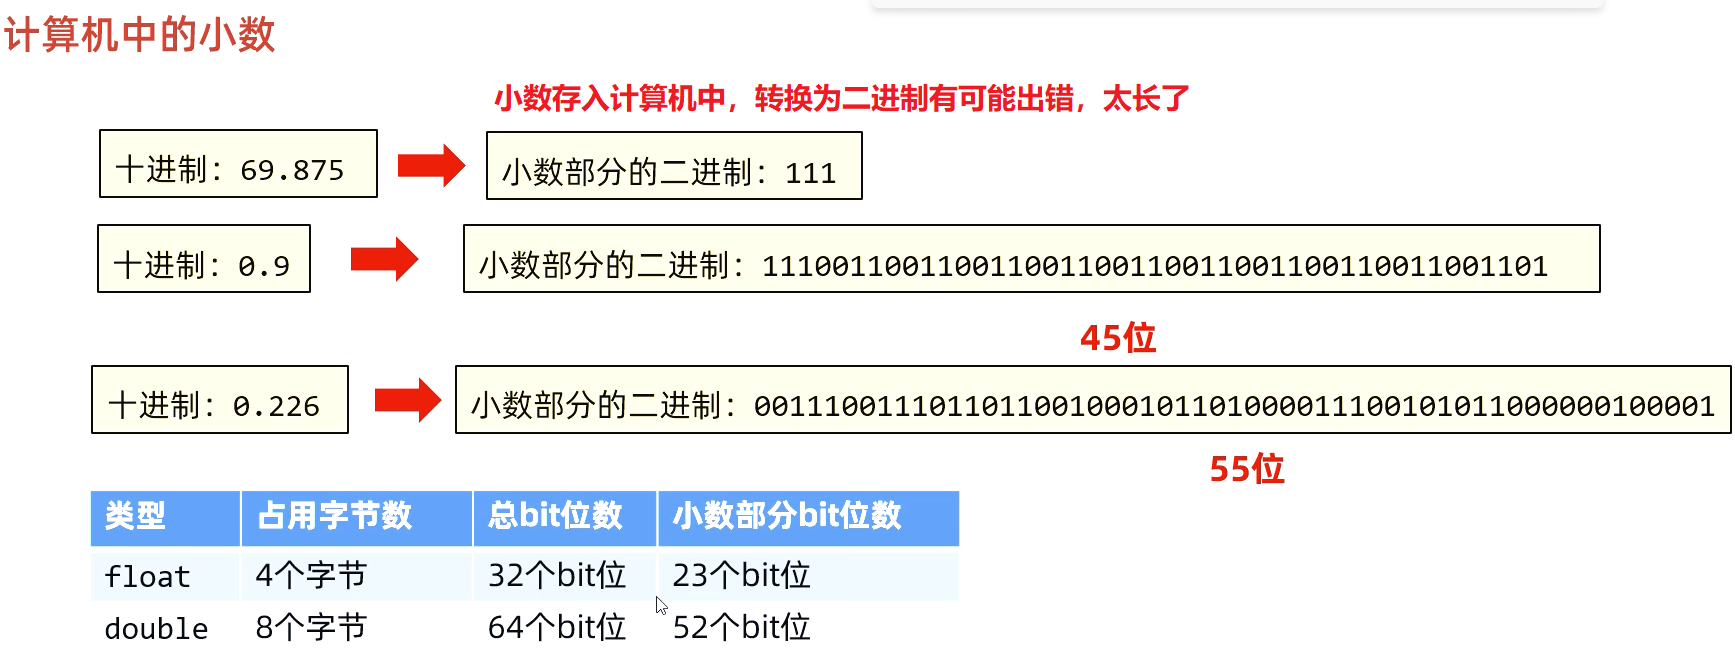 计算机中的小数
小数存入计算机中，转换为二进制有可能出错，太长了
十进制：69.875
小数部分的二进制：111
十进制：0.9
小数部分的二进制：111001100110011001100110011001100110011001101
45位
十进制：0.226
小数部分的二进制：0011100111011011001000101101000011100101011000000100001
55位
类型 占用字节数 总bit位数 小数部分bit位数
float 4个字节 32个bit位 23个bit位
double 8个字节 64个bit位 52个bit位